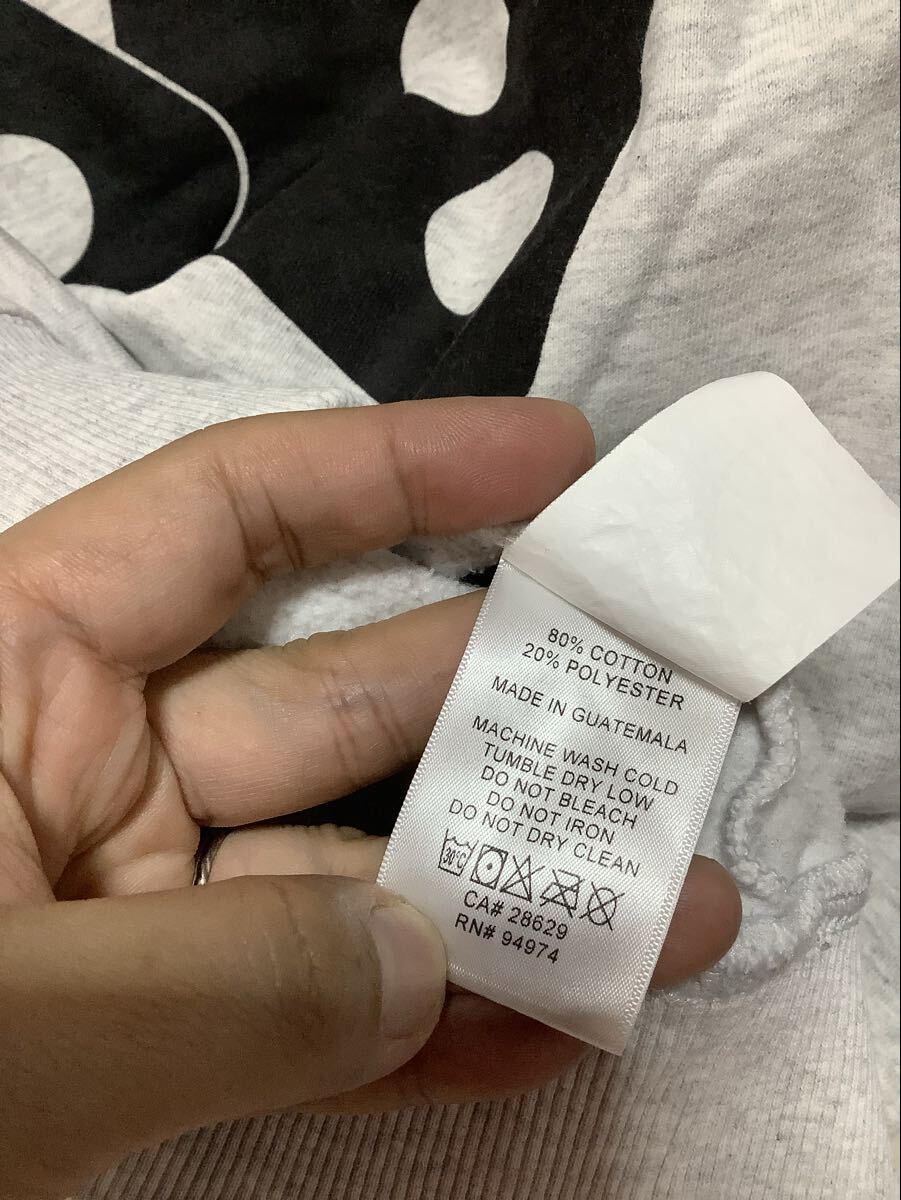 80% COTTON
20% POLYESTER
MADE IN GUATEMALA
MACHINE WASH COLD
TUMBLE DRY LOW
DO NOT BLEACH
DO NOT IRON
DO NOT DRY CLEAN
30°C
CA# 28629
RN# 94974